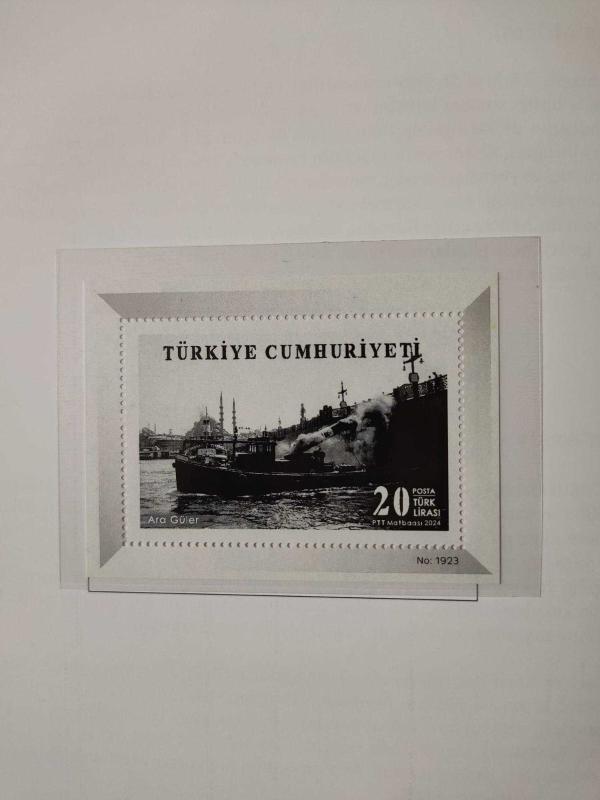 TÜRKİYE CUMHURİYETİ
20 POSTA
TÜRK
LİRASI
Ara Güler
PTT Matbaası 2024
No: 1923